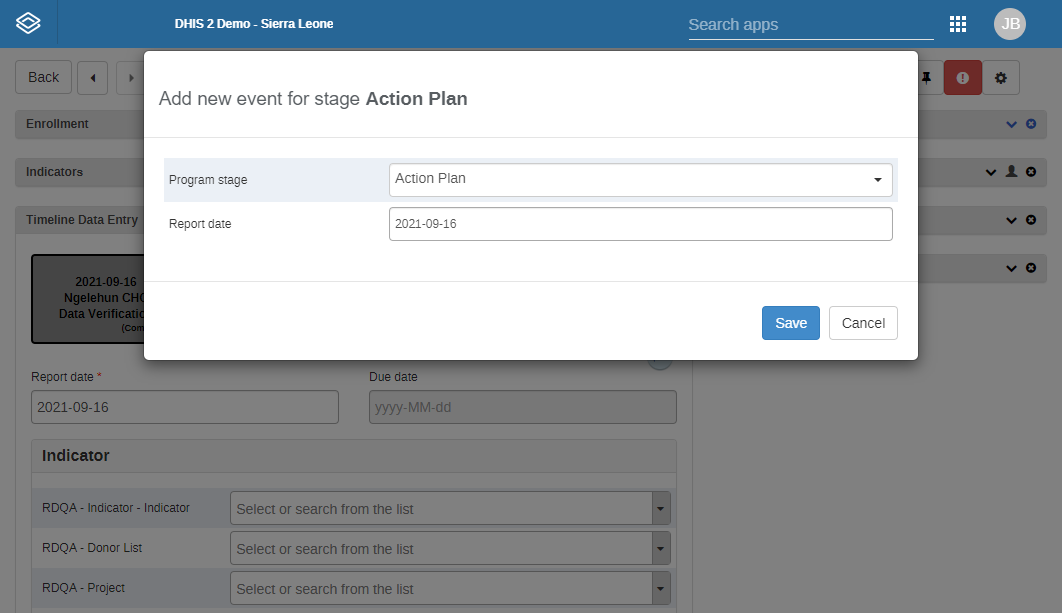 DHIS 2 Demo - Sierra Leone
Search apps
JB
Back
Add new event for stage Action Plan
Enrollment
Program stage
Action Plan
Indicators
Report date
2021-09-16
Timeline Data Entry
2021-09-16
Ngelehun CHC
Data Verificatio
(Com
Save
Cancel
Report date *
Due date
2021-09-16
yyyy-MM-dd
Indicator
RDQA - Indicator - Indicator
Select or search from the list
RDQA - Donor List
Select or search from the list
RDQA - Project
Select or search from the list